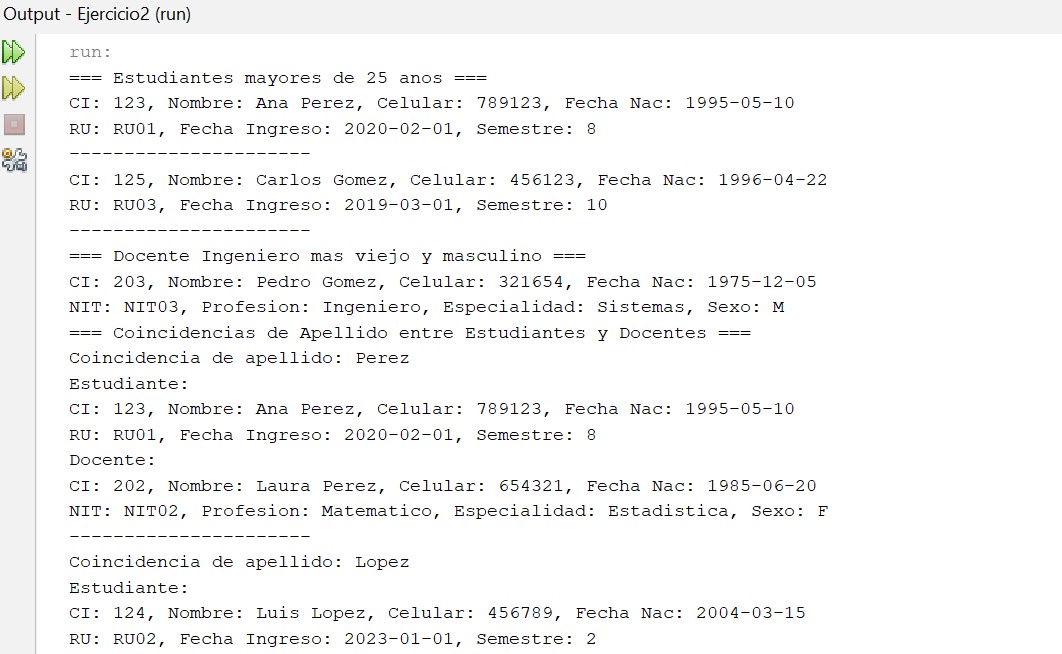 Output - Ejercicio2 (run)
run:
=== Estudiantes mayores de 25 anos ===
CI: 123, Nombre: Ana Perez, Celular: 789123, Fecha Nac: 1995-05-10
RU: RU01, Fecha Ingreso: 2020-02-01, Semestre: 8
----------------------
CI: 125, Nombre: Carlos Gomez, Celular: 456123, Fecha Nac: 1996-04-22
RU: RU03, Fecha Ingreso: 2019-03-01, Semestre: 10
----------------------
=== Docente Ingeniero mas viejo y masculino ===
CI: 203, Nombre: Pedro Gomez, Celular: 321654, Fecha Nac: 1975-12-05
NIT: NIT03, Profesion: Ingeniero, Especialidad: Sistemas, Sexo: M
=== Coincidencias de Apellido entre Estudiantes y Docentes ===
Coincidencia de apellido: Perez
Estudiante:
CI: 123, Nombre: Ana Perez, Celular: 789123, Fecha Nac: 1995-05-10
RU: RU01, Fecha Ingreso: 2020-02-01, Semestre: 8
Docente:
CI: 202, Nombre: Laura Perez, Celular: 654321, Fecha Nac: 1985-06-20
NIT: NIT02, Profesion: Matematico, Especialidad: Estadistica, Sexo: F
----------------------
Coincidencia de apellido: Lopez
Estudiante:
CI: 124, Nombre: Luis Lopez, Celular: 456789, Fecha Nac: 2004-03-15
RU: RU02, Fecha Ingreso: 2023-01-01, Semestre: 2